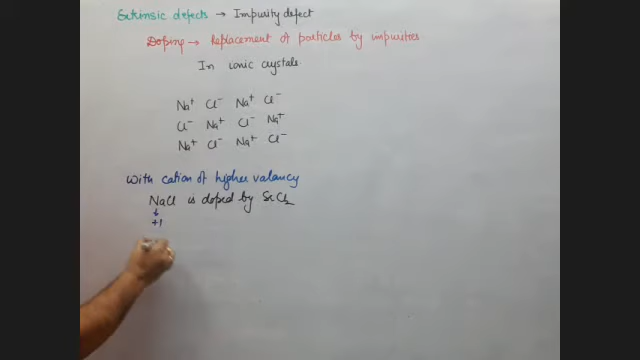 Extrinsic defects → Impurity defect
Doping → Replacement of particles by impurities
In ionic crystals
Na⁺ Cl⁻ Na⁺ Cl⁻
Cl⁻ Na⁺ Cl⁻ Na⁺
Na⁺ Cl⁻ Na⁺ Cl⁻
With cation of higher valancy
NaCl is doped by SrCl₂
↓
+1